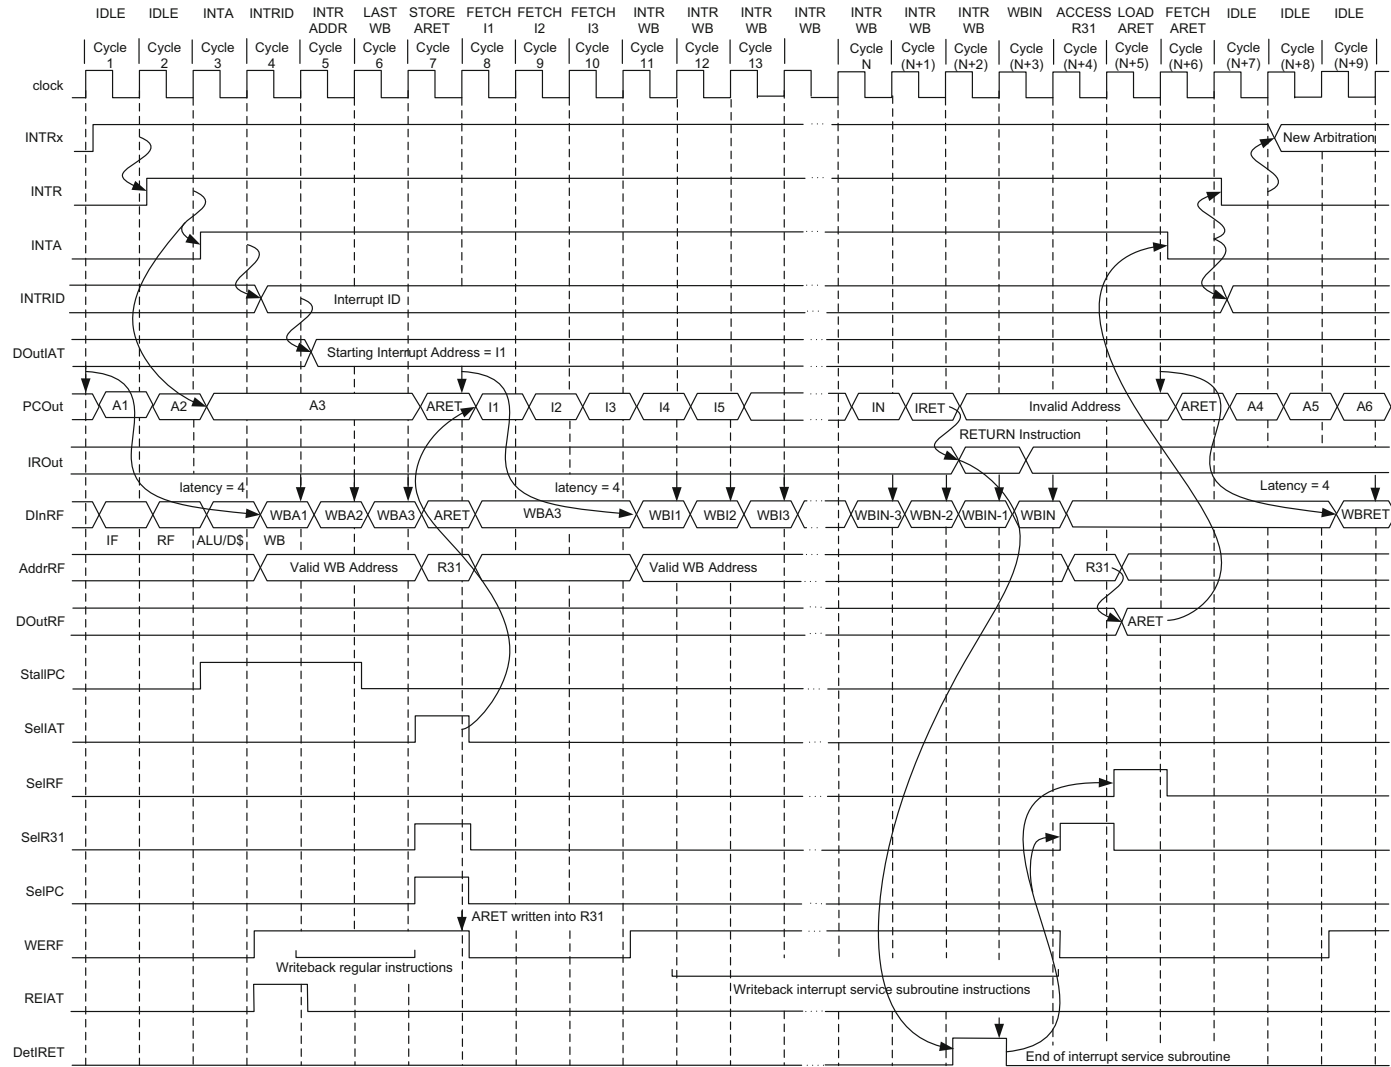 IDLE IDLE INTA INTRID INTR LAST STORE FETCH FETCH FETCH INTR INTR INTR INTR INTR INTR INTR WBIN ACCESS LOAD FETCH IDLE IDLE IDLE
ADDR WB ARET I1 I2 I3 WB WB WB WB WB WB WB R31 ARET ARET
Cycle Cycle Cycle Cycle Cycle Cycle Cycle Cycle Cycle Cycle Cycle Cycle Cycle Cycle Cycle Cycle Cycle Cycle Cycle Cycle Cycle Cycle Cycle
1 2 3 4 5 6 7 8 9 10 11 12 13 N (N+1) (N+2) (N+3) (N+4) (N+5) (N+6) (N+7) (N+8) (N+9)
clock
INTRx New Arbitration
INTR
INTA
INTRID Interrupt ID
DOutIAT Starting Interrupt Address = I1
PCOut A1 A2 A3 ARET I1 I2 I3 I4 I5 IN IRET Invalid Address ARET A4 A5 A6
RETURN Instruction
IROut
latency = 4 latency = 4 Latency = 4
DInRF WBA1 WBA2 WBA3 ARET WBA3 WBI1 WBI2 WBI3 WBIN-3 WBN-2 WBIN-1 WBIN WBRET
IF RF ALU/D$ WB
AddrRF Valid WB Address R31 Valid WB Address R31
DOutRF ARET
StallPC
SelIAT
SelRF
SelR31
SelPC
ARET written into R31
WERF
Writeback regular instructions
Writeback interrupt service subroutine instructions
REIAT
DetIRET End of interrupt service subroutine